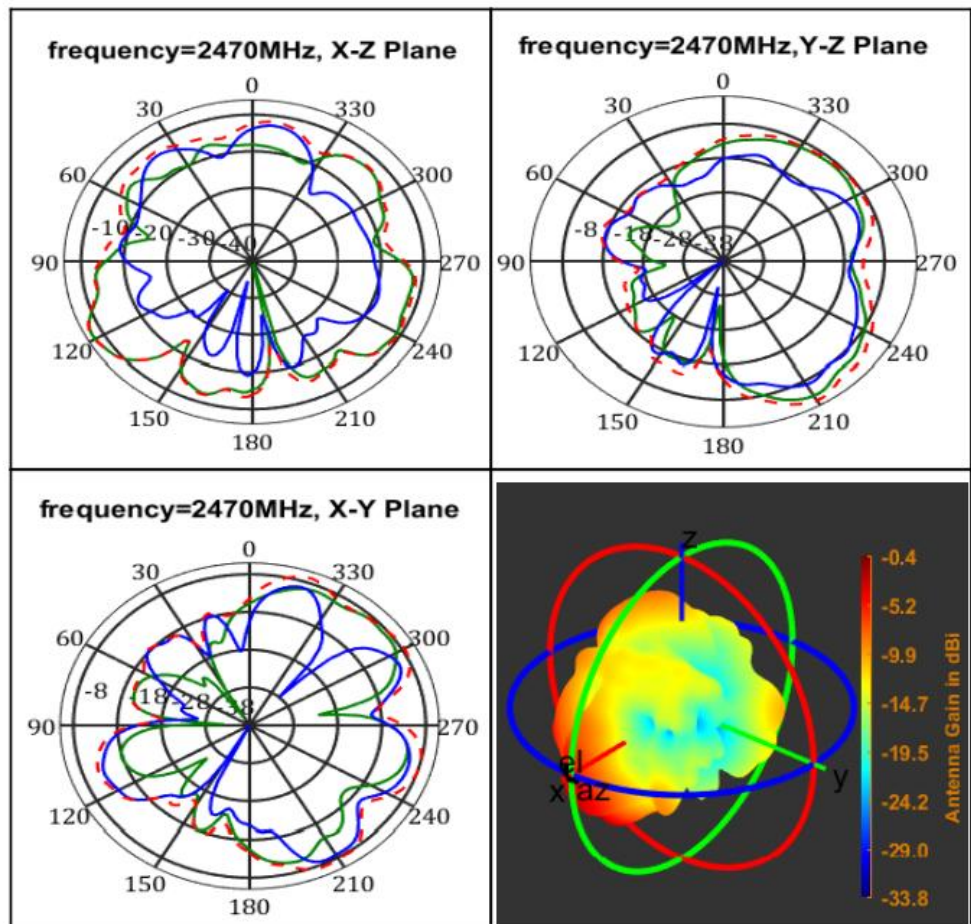 frequency=2470MHz, X-Z Plane
0
30 330
60 300
-10 -20 -30 -40
90 270
120 240
150 210
180
frequency=2470MHz,Y-Z Plane
0
30 330
60 300
-8 -18 -28 -38
90 270
120 240
150 210
180
frequency=2470MHz, X-Y Plane
0
30 330
60 300
-8 -18 -28 -38
90 270
120 240
150 210
180
z
el
x az
y
-0.4
-5.2
-9.9
-14.7
-19.5
-24.2
-29.0
-33.8
Antenna Gain in dBi